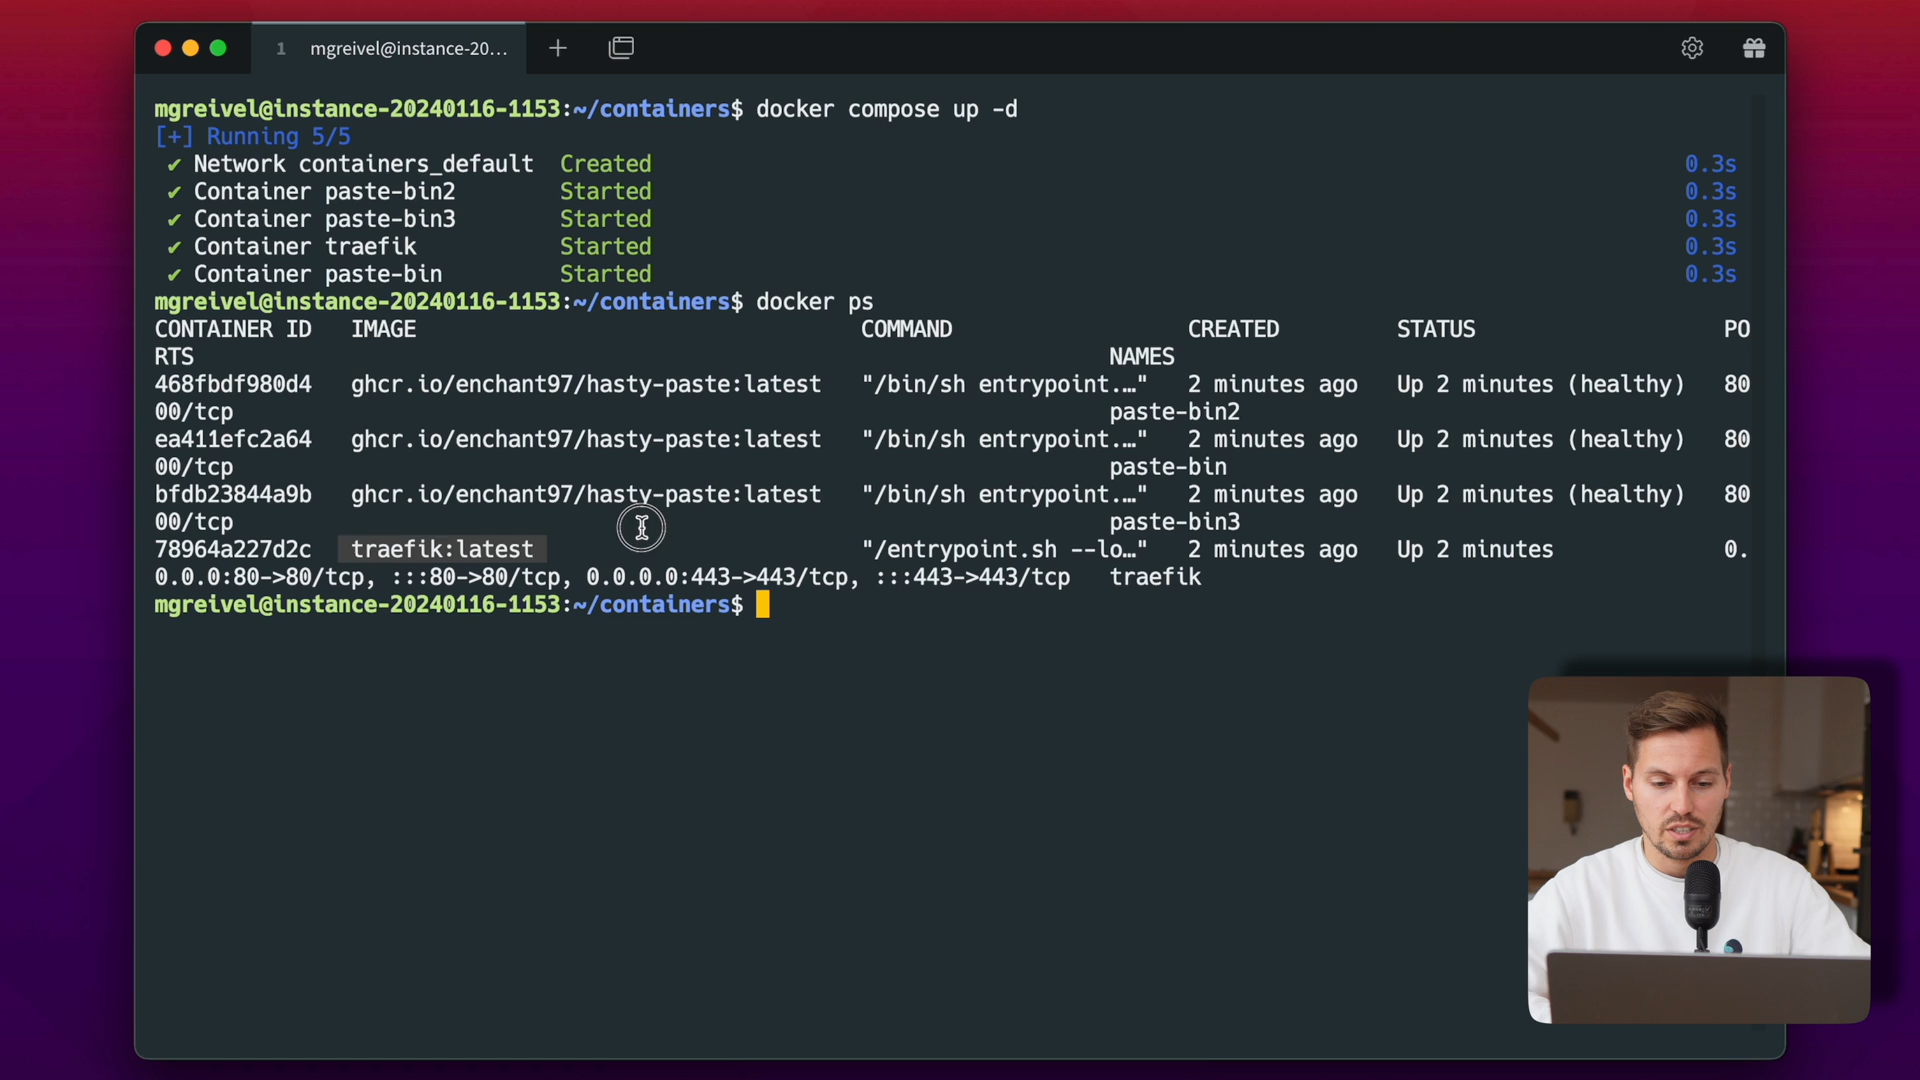 1 mgreivel@instance-20...
mgreivel@instance-20240116-1153:~/containers$ docker compose up -d
[+] Running 5/5
✔ Network containers_default Created 0.3s
✔ Container paste-bin2 Started 0.3s
✔ Container paste-bin3 Started 0.3s
✔ Container traefik Started 0.3s
✔ Container paste-bin Started 0.3s
mgreivel@instance-20240116-1153:~/containers$ docker ps
CONTAINER ID IMAGE COMMAND CREATED STATUS PO
RTS NAMES
468fbdf980d4 ghcr.io/enchant97/hasty-paste:latest "/bin/sh entrypoint.…" 2 minutes ago Up 2 minutes (healthy) 80
00/tcp paste-bin2
ea411efc2a64 ghcr.io/enchant97/hasty-paste:latest "/bin/sh entrypoint.…" 2 minutes ago Up 2 minutes (healthy) 80
00/tcp paste-bin
bfdb23844a9b ghcr.io/enchant97/hasty-paste:latest "/bin/sh entrypoint.…" 2 minutes ago Up 2 minutes (healthy) 80
00/tcp paste-bin3
78964a227d2c traefik:latest "/entrypoint.sh --lo…" 2 minutes ago Up 2 minutes 0.
0.0.0:80->80/tcp, :::80->80/tcp, 0.0.0.0:443->443/tcp, :::443->443/tcp traefik
mgreivel@instance-20240116-1153:~/containers$